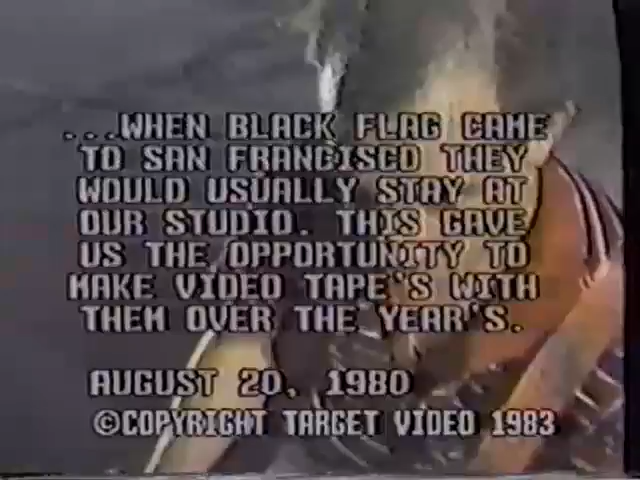 ...WHEN BLACK FLAG CAME
TO SAN FRANCISCO THEY
WOULD USUALLY STAY AT
OUR STUDIO. THIS GAVE
US THE OPPORTUNITY TO
MAKE VIDEO TAPE'S WITH
THEM OVER THE YEAR'S.
AUGUST 20, 1980
©COPYRIGHT TARGET VIDEO 1983